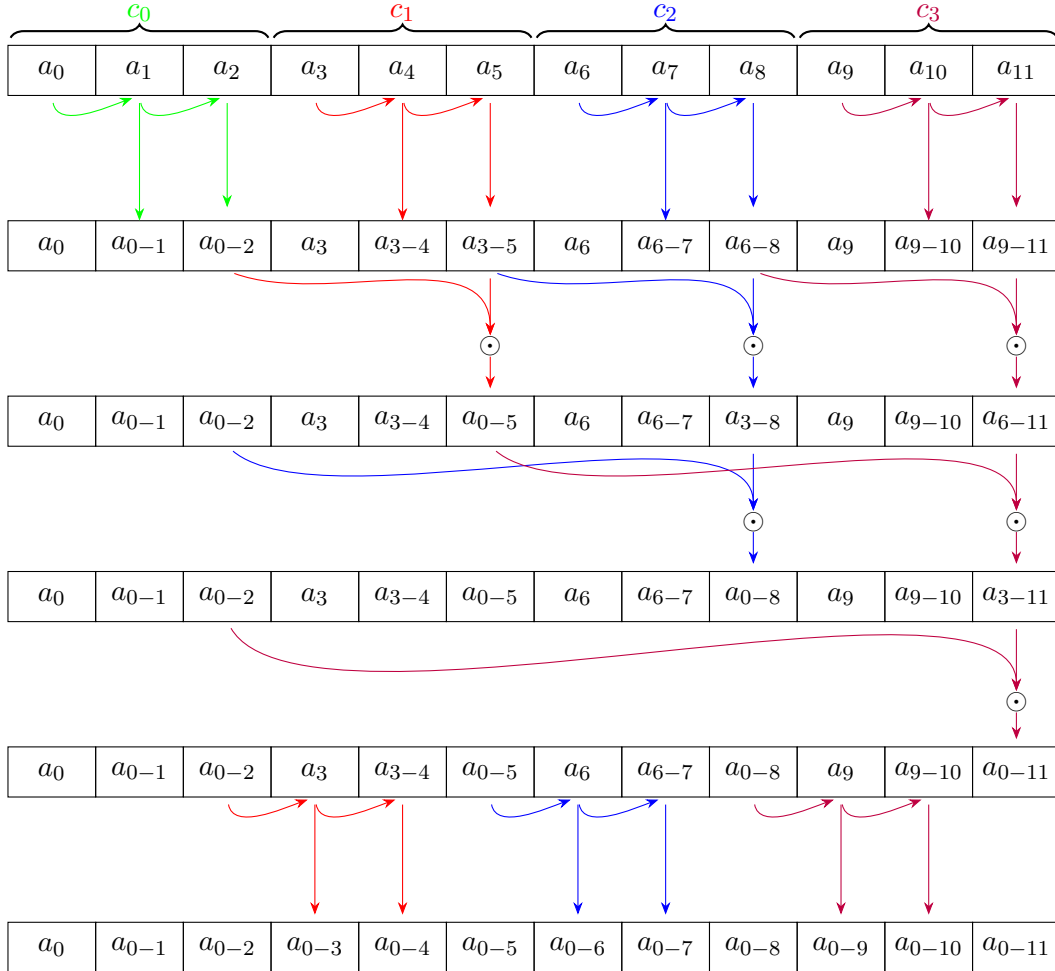 c₀ c₁ c₂ c₃
a₀ a₁ a₂ a₃ a₄ a₅ a₆ a₇ a₈ a₉ a₁₀ a₁₁
a₀ a₀₋₁ a₀₋₂ a₃ a₃₋₄ a₃₋₅ a₆ a₆₋₇ a₆₋₈ a₉ a₉₋₁₀ a₉₋₁₁
⊙ ⊙ ⊙
a₀ a₀₋₁ a₀₋₂ a₃ a₃₋₄ a₀₋₅ a₆ a₆₋₇ a₃₋₈ a₉ a₉₋₁₀ a₆₋₁₁
⊙ ⊙
a₀ a₀₋₁ a₀₋₂ a₃ a₃₋₄ a₀₋₅ a₆ a₆₋₇ a₀₋₈ a₉ a₉₋₁₀ a₃₋₁₁
⊙
a₀ a₀₋₁ a₀₋₂ a₃ a₃₋₄ a₀₋₅ a₆ a₆₋₇ a₀₋₈ a₉ a₉₋₁₀ a₀₋₁₁
a₀ a₀₋₁ a₀₋₂ a₀₋₃ a₀₋₄ a₀₋₅ a₀₋₆ a₀₋₇ a₀₋₈ a₀₋₉ a₀₋₁₀ a₀₋₁₁